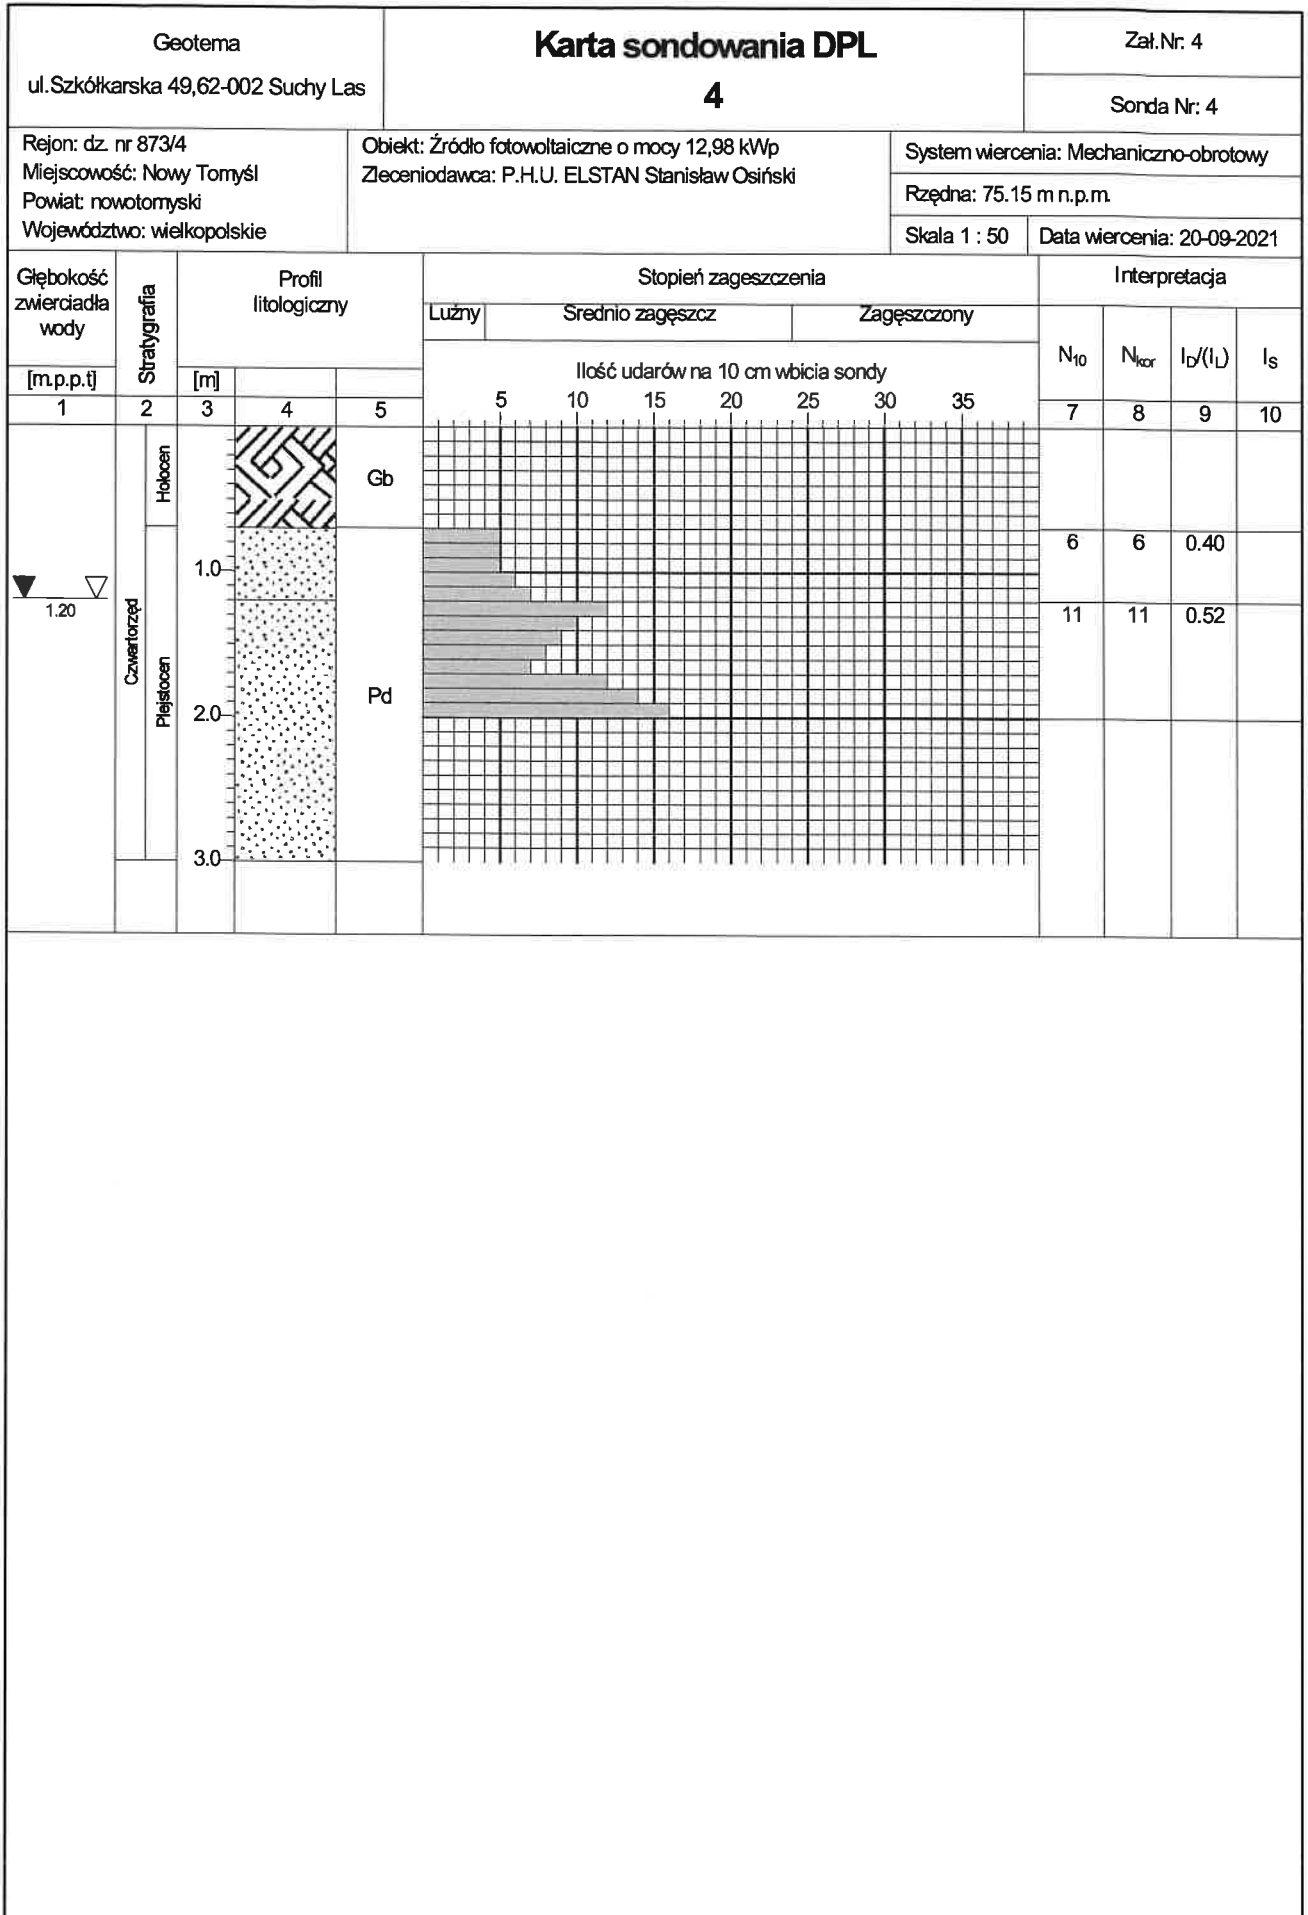 Geotema
ul.Szkółkarska 49,62-002 Suchy Las
Karta sondowania DPL
4
Zał.Nr: 4
Sonda Nr: 4
Rejon: dz. nr 873/4
Miejscowość: Nowy Tomyśl
Powiat: nowotomyski
Województwo: wielkopolskie
Obiekt: Źródło fotowoltaiczne o mocy 12,98 kWp
Zleceniodawca: P.H.U. ELSTAN Stanisław Osiński
System wiercenia: Mechaniczno-obrotowy
Rzędna: 75.15 m n.p.m.
Skala 1 : 50
Data wiercenia: 20-09-2021
Głębokość
zwierciadła
wody
[m.p.p.t]
Stratygrafia
Profil
litologiczny
[m]
Stopień zageszczenia
Luźny
Srednio zagęszcz
Zagęszczony
Ilość udarów na 10 cm wbicia sondy
5 10 15 20 25 30 35
Interpretacja
N10
Nkor
ID/(IL)
IS
1 2 3 4 5 7 8 9 10
Holocen
Gb
6 6 0.40
1.0
1.20
11 11 0.52
Czwartorzęd
Plejstocen
Pd
2.0
3.0